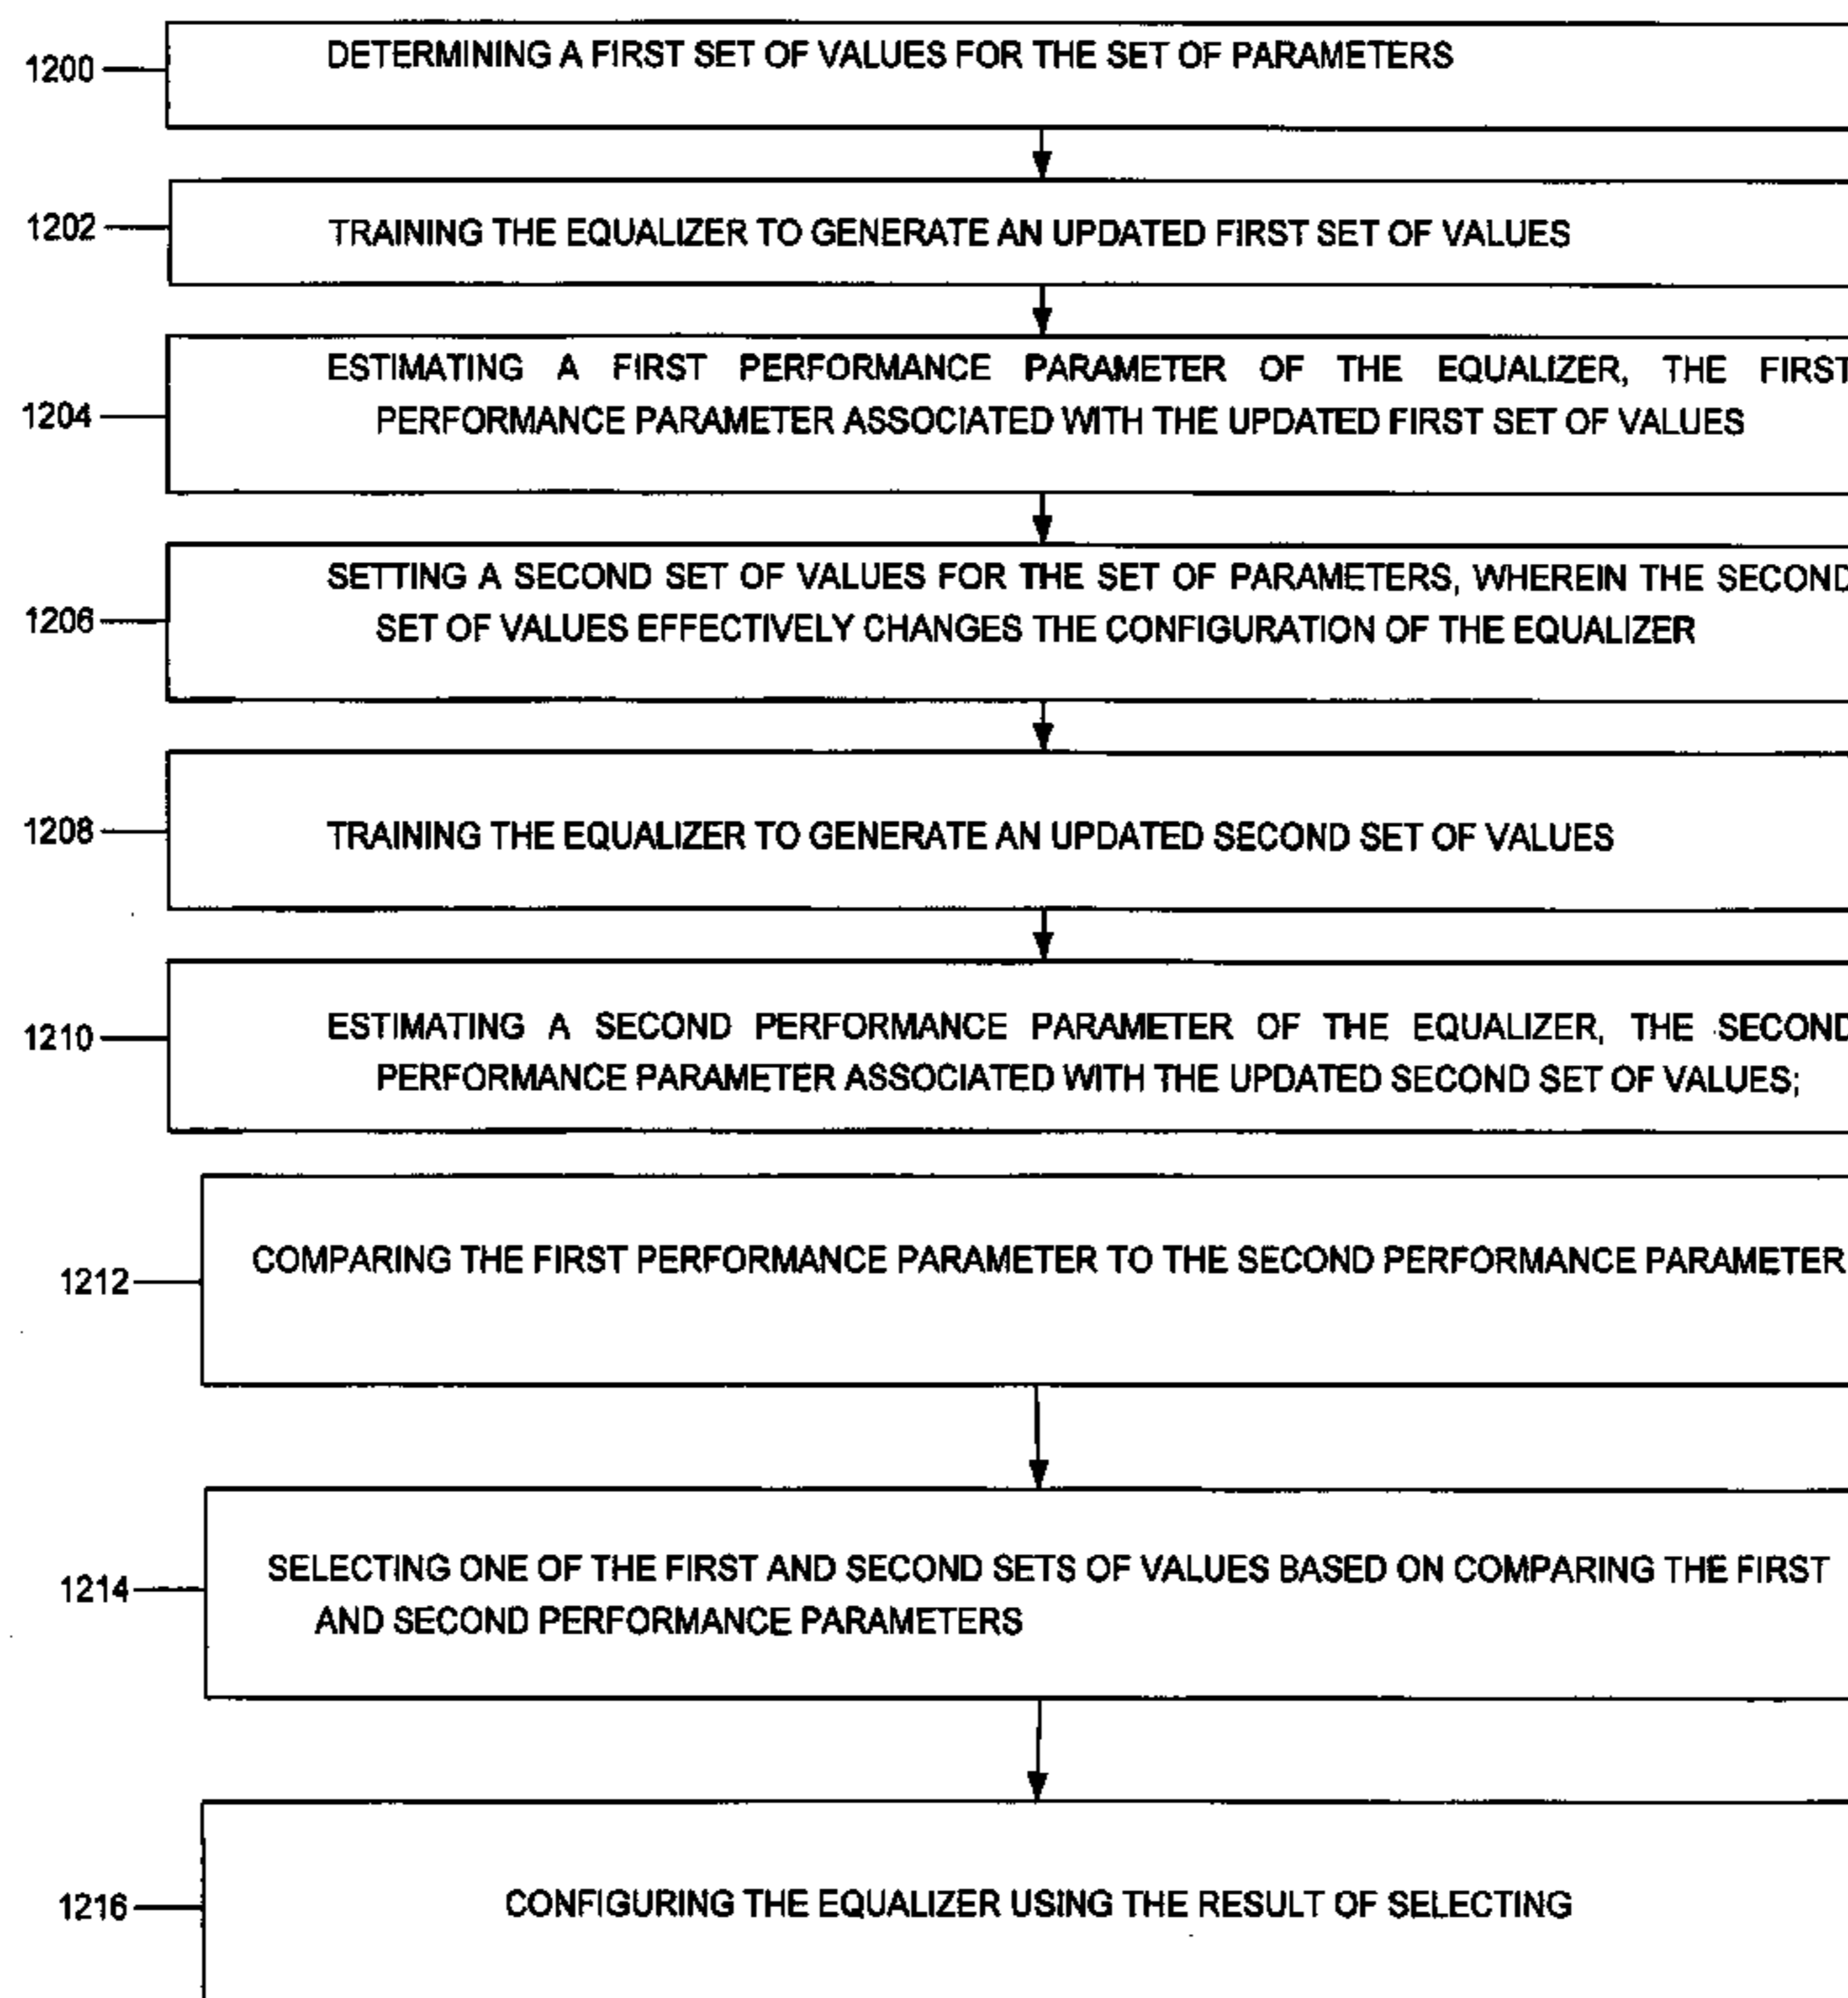 1200
DETERMINING A FIRST SET OF VALUES FOR THE SET OF PARAMETERS
1202
TRAINING THE EQUALIZER TO GENERATE AN UPDATED FIRST SET OF VALUES
1204
ESTIMATING A FIRST PERFORMANCE PARAMETER OF THE EQUALIZER, THE FIRST
PERFORMANCE PARAMETER ASSOCIATED WITH THE UPDATED FIRST SET OF VALUES
1206
SETTING A SECOND SET OF VALUES FOR THE SET OF PARAMETERS, WHEREIN THE SECOND
SET OF VALUES EFFECTIVELY CHANGES THE CONFIGURATION OF THE EQUALIZER
1208
TRAINING THE EQUALIZER TO GENERATE AN UPDATED SECOND SET OF VALUES
1210
ESTIMATING A SECOND PERFORMANCE PARAMETER OF THE EQUALIZER, THE SECOND
PERFORMANCE PARAMETER ASSOCIATED WITH THE UPDATED SECOND SET OF VALUES;
1212
COMPARING THE FIRST PERFORMANCE PARAMETER TO THE SECOND PERFORMANCE PARAMETER
1214
SELECTING ONE OF THE FIRST AND SECOND SETS OF VALUES BASED ON COMPARING THE FIRST
AND SECOND PERFORMANCE PARAMETERS
1216
CONFIGURING THE EQUALIZER USING THE RESULT OF SELECTING